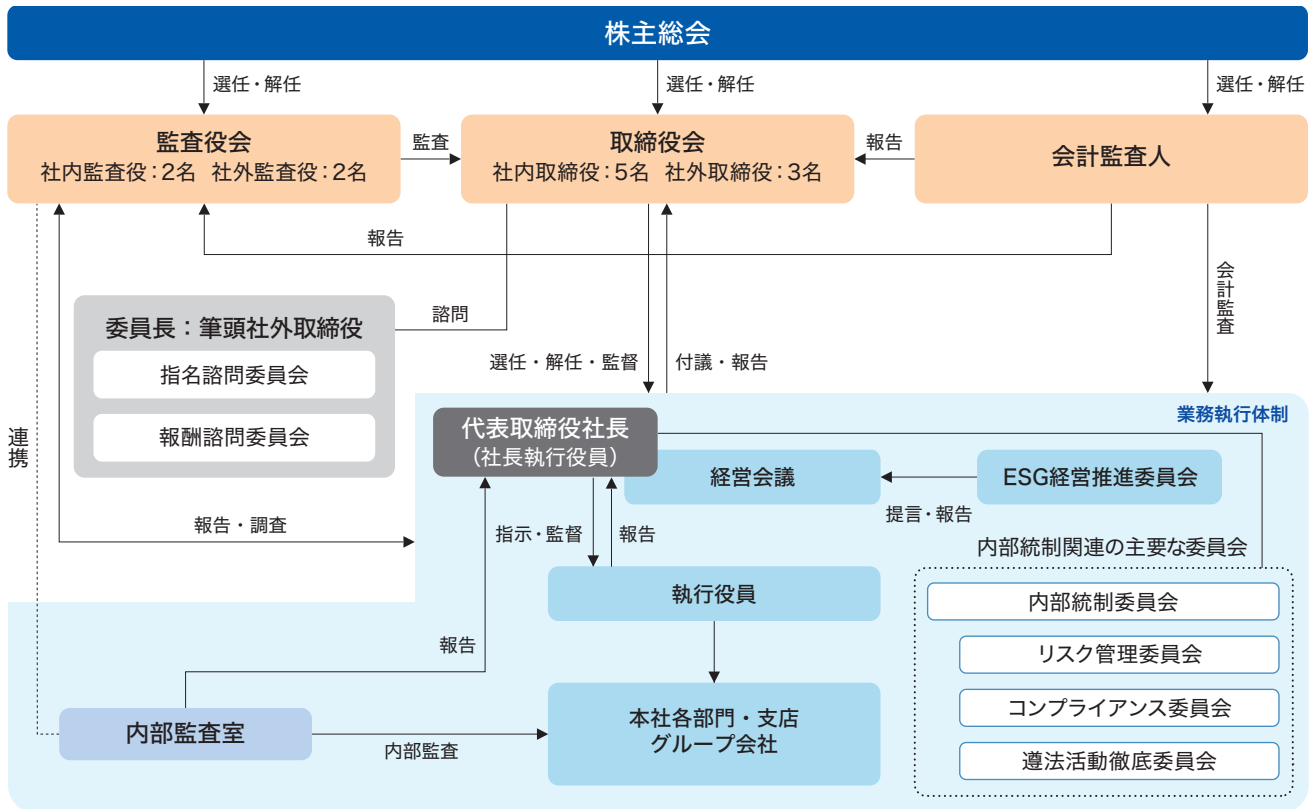 株主総会
選任・解任
選任・解任
選任・解任
監査役会
社内監査役：2名 社外監査役：2名
監査
取締役会
社内取締役：5名 社外取締役：3名
報告
会計監査人
報告
会計監査
委員長：筆頭社外取締役
指名諮問委員会
報酬諮問委員会
諮問
選任・解任・監督
付議・報告
連携
業務執行体制
代表取締役社長
（社長執行役員）
経営会議
ESG経営推進委員会
提言・報告
報告・調査
指示・監督
報告
内部統制関連の主要な委員会
執行役員
内部統制委員会
リスク管理委員会
コンプライアンス委員会
遵法活動徹底委員会
報告
内部監査室
内部監査
本社各部門・支店
グループ会社